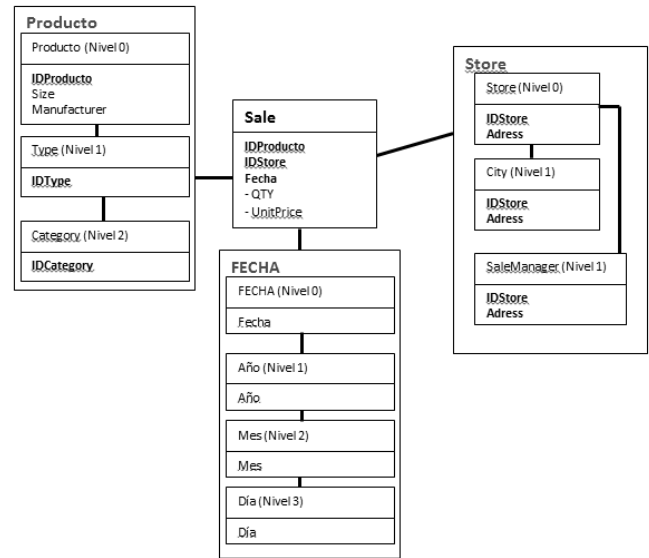 Producto
Producto (Nivel 0)
IDProducto
Size
Manufacturer
Type (Nivel 1)
IDType
Category (Nivel 2)
IDCategory
Sale
IDProducto
IDStore
Fecha
- QTY
- UnitPrice
Store
Store (Nivel 0)
IDStore
Adress
City (Nivel 1)
IDStore
Adress
SaleManager (Nivel 1)
IDStore
Adress
FECHA
FECHA (Nivel 0)
Fecha
Año (Nivel 1)
Año
Mes (Nivel 2)
Mes
Día (Nivel 3)
Día